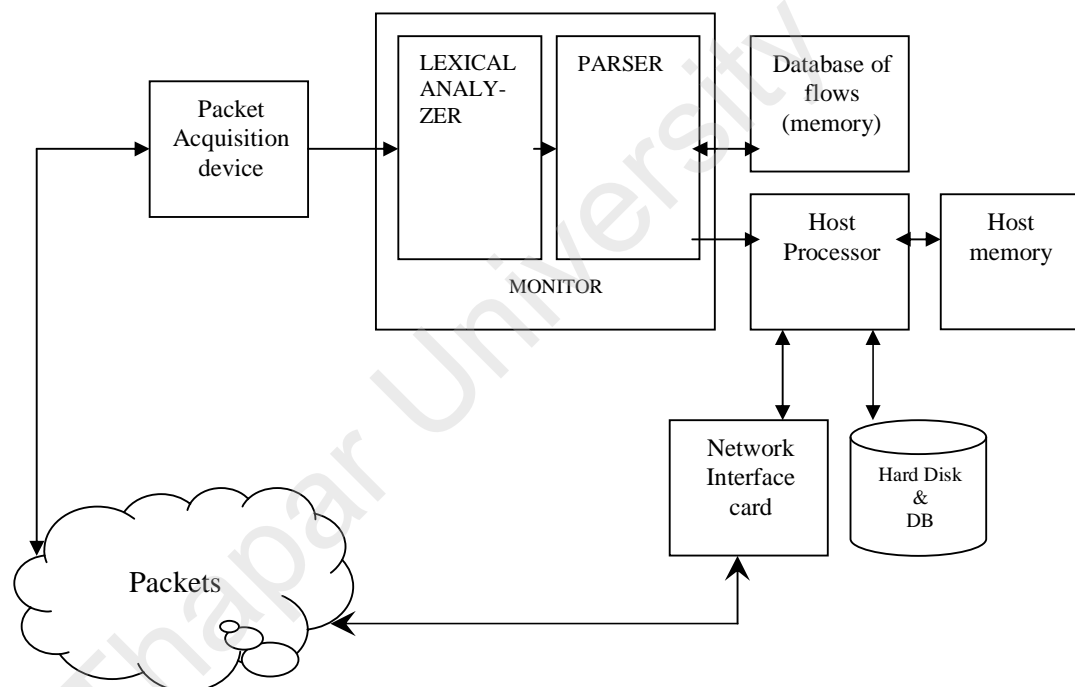 Packet
Acquisition
device
LEXICAL
ANALY-
ZER
PARSER
MONITOR
Database of
flows
(memory)
Host
Processor
Host
memory
Network
Interface
card
Hard Disk
&
DB
Packets
Thapar University